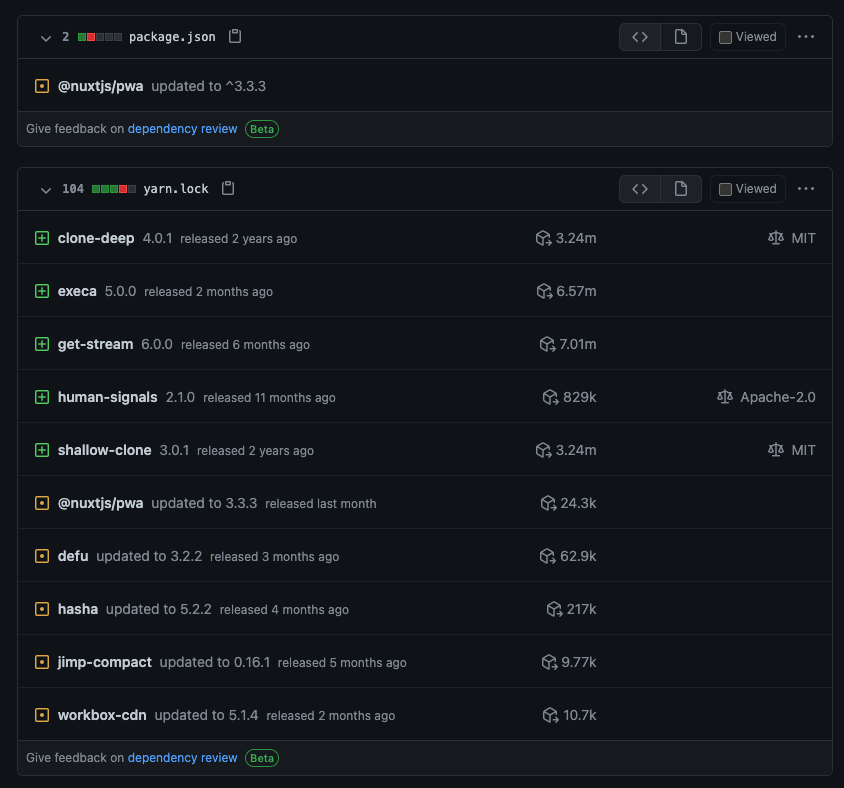 2 package.json Viewed
@nuxtjs/pwa updated to ^3.3.3
Give feedback on dependency review Beta
104 yarn.lock Viewed
clone-deep 4.0.1 released 2 years ago 3.24m MIT
execa 5.0.0 released 2 months ago 6.57m
get-stream 6.0.0 released 6 months ago 7.01m
human-signals 2.1.0 released 11 months ago 829k Apache-2.0
shallow-clone 3.0.1 released 2 years ago 3.24m MIT
@nuxtjs/pwa updated to 3.3.3 released last month 24.3k
defu updated to 3.2.2 released 3 months ago 62.9k
hasha updated to 5.2.2 released 4 months ago 217k
jimp-compact updated to 0.16.1 released 5 months ago 9.77k
workbox-cdn updated to 5.1.4 released 2 months ago 10.7k
Give feedback on dependency review Beta